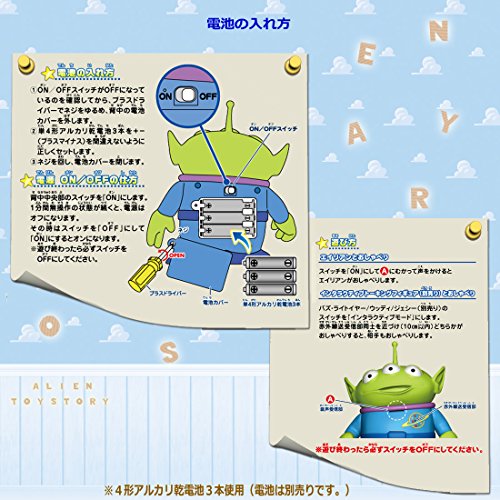 電池の入れ方
電池の入れ方
①ON／OFFスイッチがOFFになって
いるのを確認してから、プラスドラ
イバーでネジをゆるめ、背中の電池
カバーを外します。
②単4形アルカリ乾電池3本を＋−
(プラスマイナス)を間違えないように
正しくセットします。
③ネジを回し、電池カバーを閉じます。
電源 ON/OFFの仕方
背中中央部のスイッチを｢ON｣にします。
1分間無操作の状態が続くと、電源は
オフになります。
その時はスイッチを｢OFF｣にして
｢ON｣にするとオンになります。
※遊び終わったら必ずスイッチを
OFFにしてください。
ON
OFF
ON／OFFスイッチ
ネジ
OPEN
プラスドライバー
電池カバー
単4形アルカリ乾電池3本
遊び方
エイリアンとおしゃべり
スイッチを｢ON｣にしてAにむかって声をかけると
エイリアンがおしゃべりします。
インタラクティブトーキングフィギュア(別売り)とおしゃべり
バズ・ライトイヤー/ウッディ/ジェシー(別売り)の
スイッチを｢インタラクティブモード｣にします。
赤外線送受信部同士を近づけ(10cm以内)どちらかが
おしゃべりすると、相手もおしゃべりします。
A
音声受信部
赤外線送受信部
※遊び終わったら必ずスイッチをOFFにしてください。
A
N
D
Y
R
O
S
ALIEN
TOYSTORY
※4形アルカリ乾電池3本使用（電池は別売りです。）